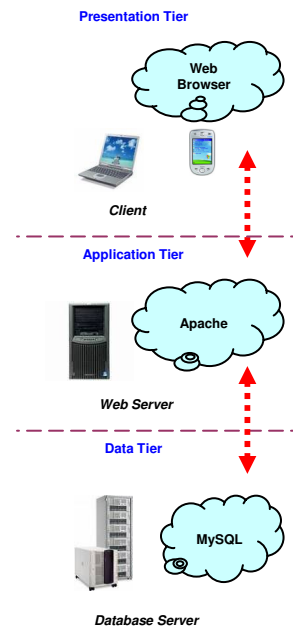 Presentation Tier
Web
Browser
Client
Application Tier
Apache
Web Server
Data Tier
MySQL
Database Server